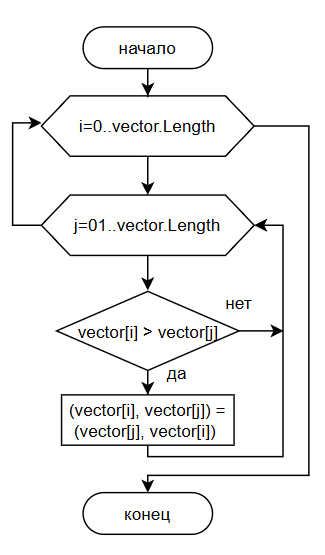 начало
i=0..vector.Length
j=01..vector.Length
нет
vector[i] > vector[j]
да
(vector[i], vector[j]) =
(vector[j], vector[i])
конец